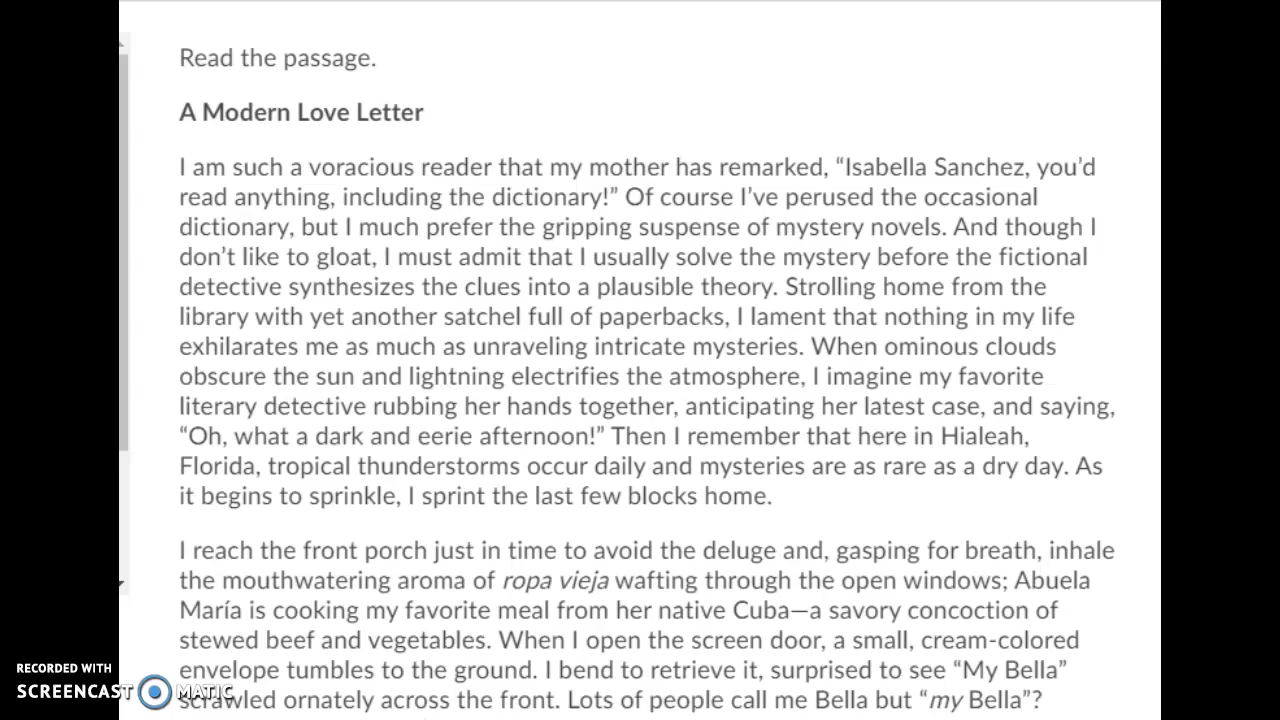 Read the passage.
A Modern Love Letter
I am such a voracious reader that my mother has remarked, “Isabella Sanchez, you’d
read anything, including the dictionary!” Of course I’ve perused the occasional
dictionary, but I much prefer the gripping suspense of mystery novels. And though I
don’t like to gloat, I must admit that I usually solve the mystery before the fictional
detective synthesizes the clues into a plausible theory. Strolling home from the
library with yet another satchel full of paperbacks, I lament that nothing in my life
exhilarates me as much as unraveling intricate mysteries. When ominous clouds
obscure the sun and lightning electrifies the atmosphere, I imagine my favorite
literary detective rubbing her hands together, anticipating her latest case, and saying,
“Oh, what a dark and eerie afternoon!” Then I remember that here in Hialeah,
Florida, tropical thunderstorms occur daily and mysteries are as rare as a dry day. As
it begins to sprinkle, I sprint the last few blocks home.
I reach the front porch just in time to avoid the deluge and, gasping for breath, inhale
the mouthwatering aroma of ropa vieja wafting through the open windows; Abuela
María is cooking my favorite meal from her native Cuba—a savory concoction of
stewed beef and vegetables. When I open the screen door, a small, cream-colored
envelope tumbles to the ground. I bend to retrieve it, surprised to see “My Bella”
scrawled ornately across the front. Lots of people call me Bella but “my Bella”?
RECORDED WITH
SCREENCAST MATIC